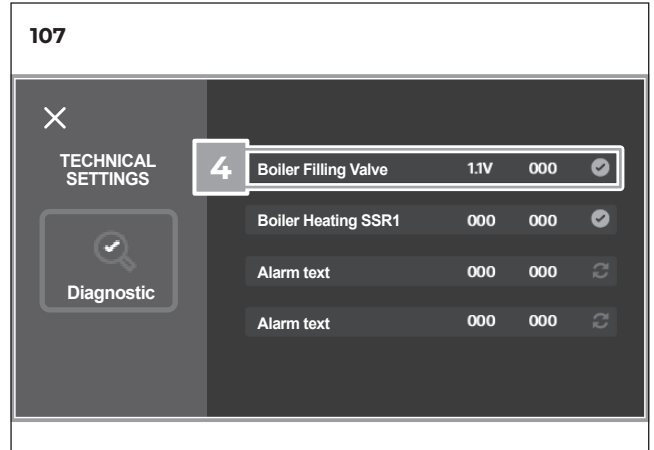 107
TECHNICAL
SETTINGS
Diagnostic
4
Boiler Filling Valve 1.1V 000
Boiler Heating SSR1 000 000
Alarm text 000 000
Alarm text 000 000